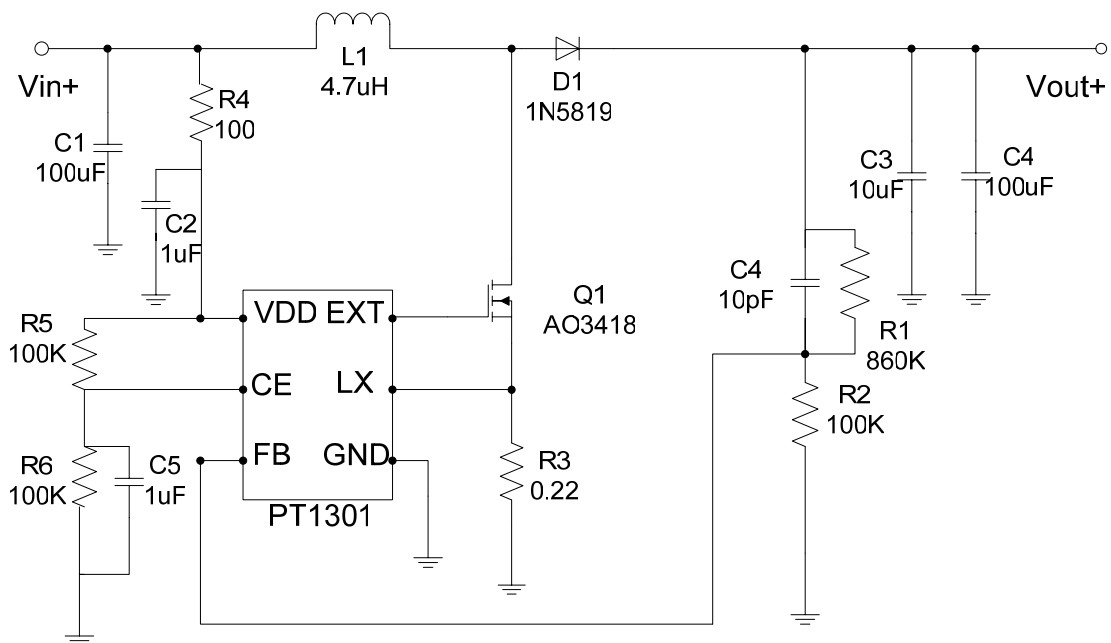 Vin+
C1
100uF
R4
100
C2
1uF
L1
4.7uH
D1
1N5819
Vout+
C3
10uF
C4
100uF
C4
10pF
R1
860K
R2
100K
Q1
AO3418
R5
100K
VDD EXT
CE LX
FB GND
PT1301
R6
100K
C5
1uF
R3
0.22